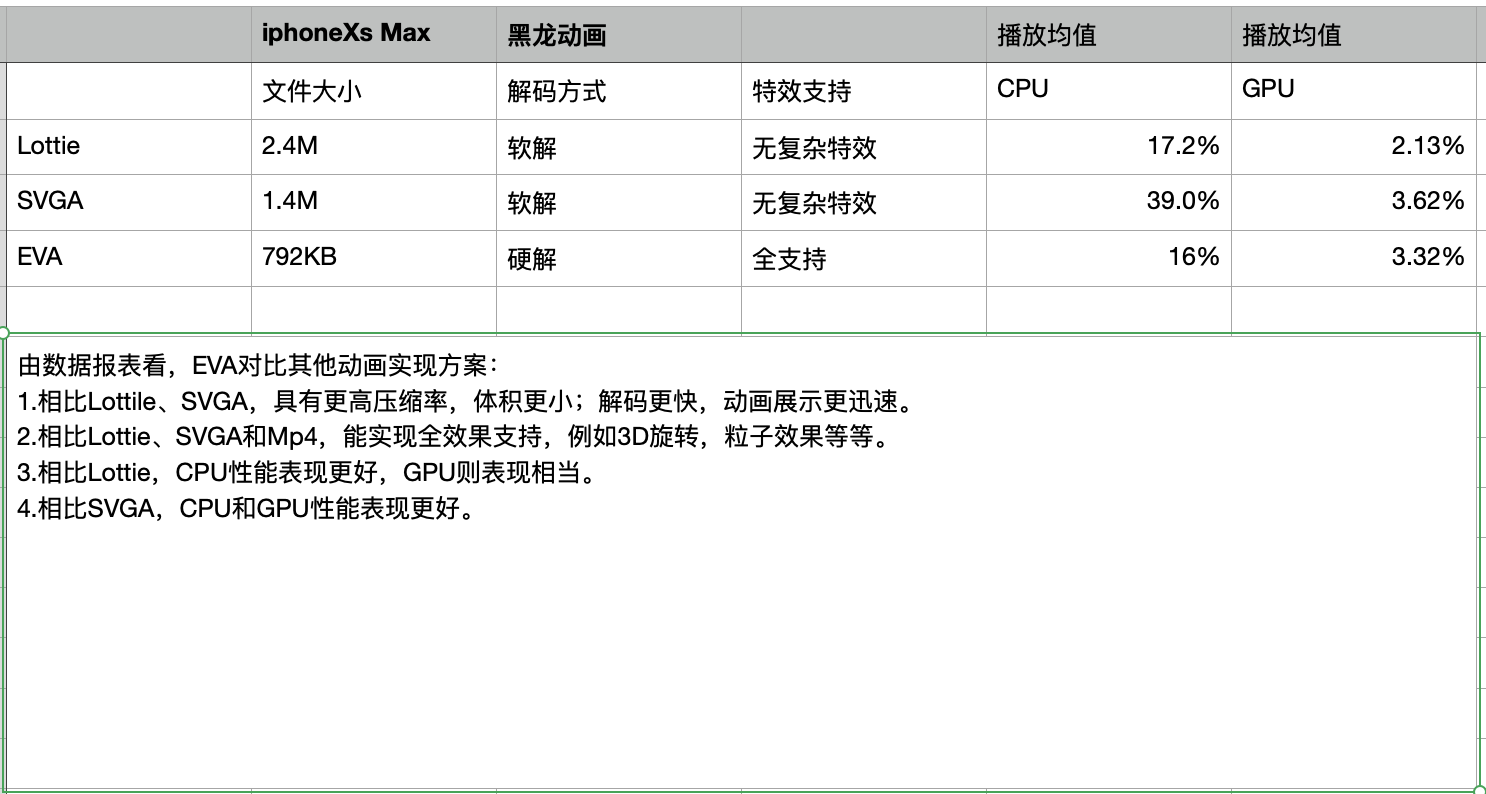 iphoneXs Max 黑龙动画 播放均值 播放均值
文件大小 解码方式 特效支持 CPU GPU
Lottie 2.4M 软解 无复杂特效 17.2% 2.13%
SVGA 1.4M 软解 无复杂特效 39.0% 3.62%
EVA 792KB 硬解 全支持 16% 3.32%
由数据报表看，EVA对比其他动画实现方案：
1.相比Lottile、SVGA，具有更高压缩率，体积更小；解码更快，动画展示更迅速。
2.相比Lottie、SVGA和Mp4，能实现全效果支持，例如3D旋转，粒子效果等等。
3.相比Lottie，CPU性能表现更好，GPU则表现相当。
4.相比SVGA，CPU和GPU性能表现更好。